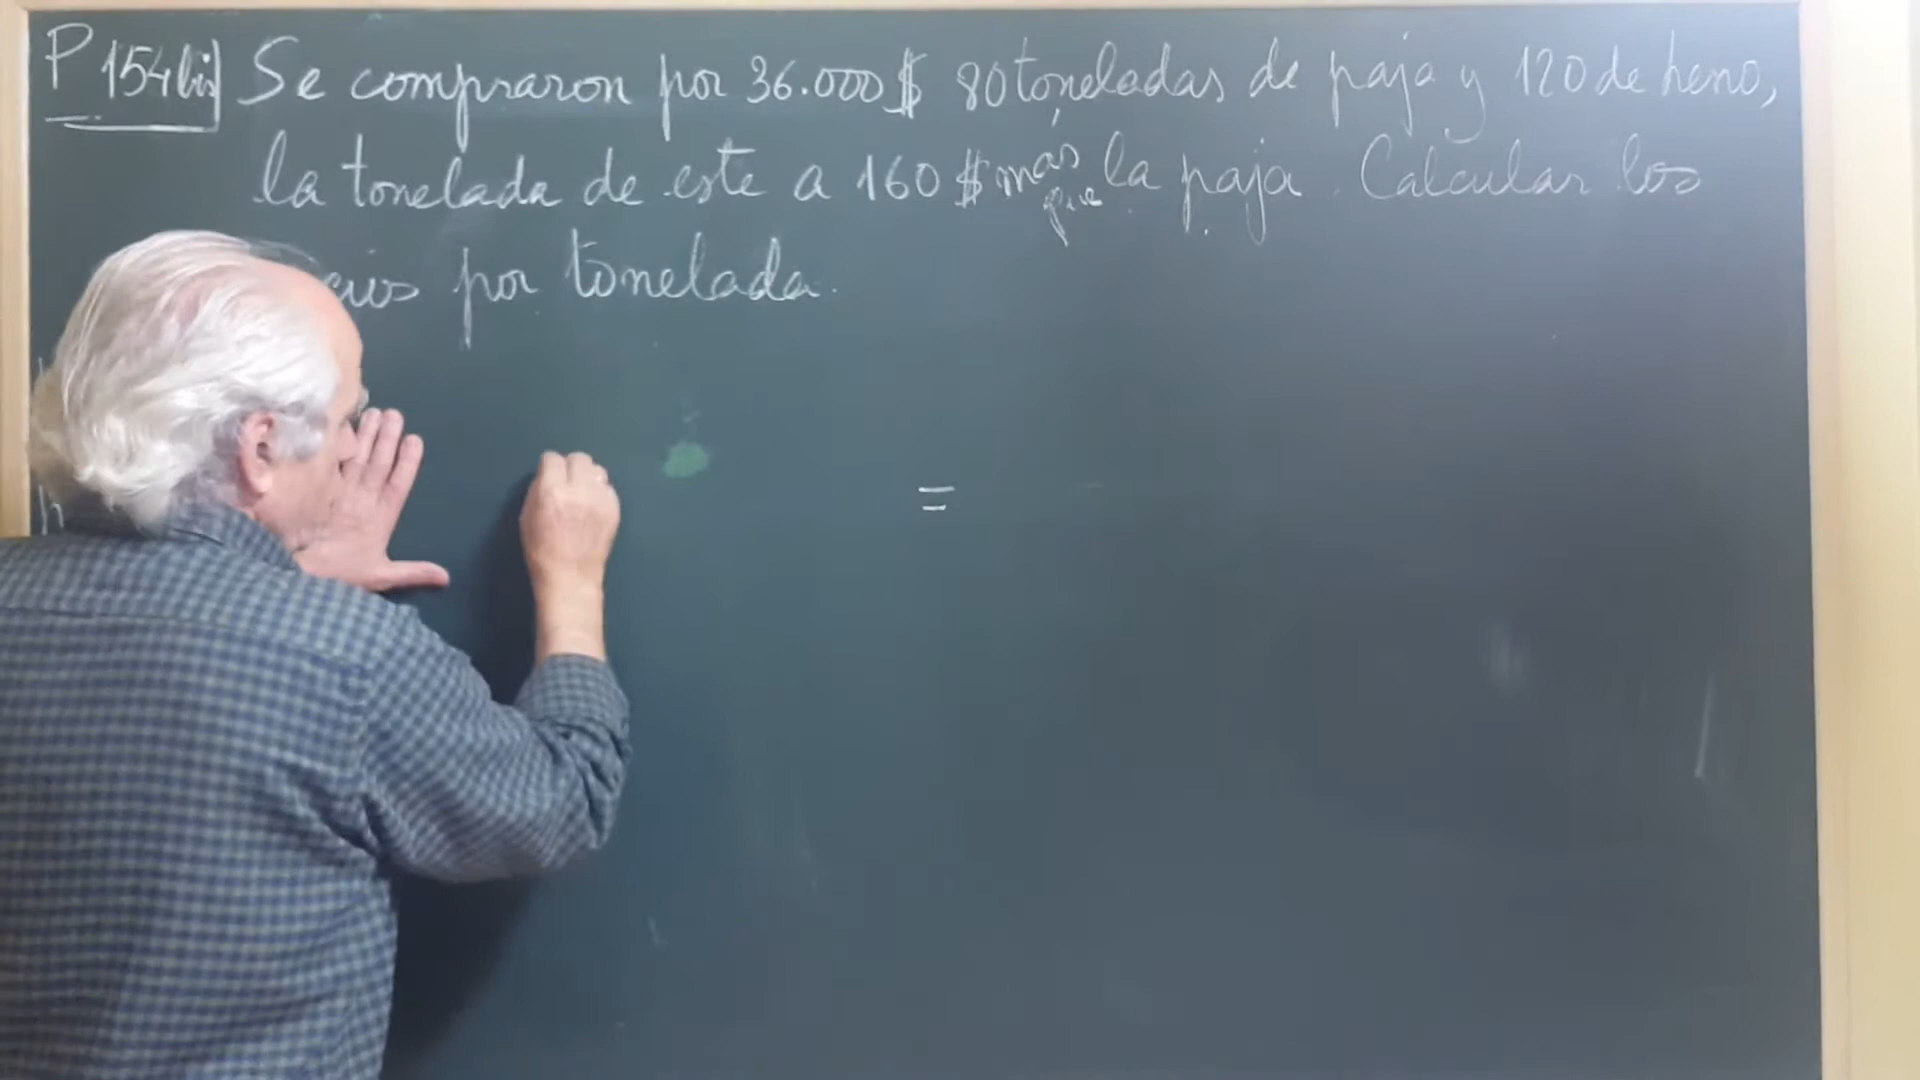 P 154 bis] Se compraron por 36.000 $ 80 toneladas de paja y 120 de heno,
la tonelada de este a 160 $ más que la paja. Calcular los
cios por tonelada.
=